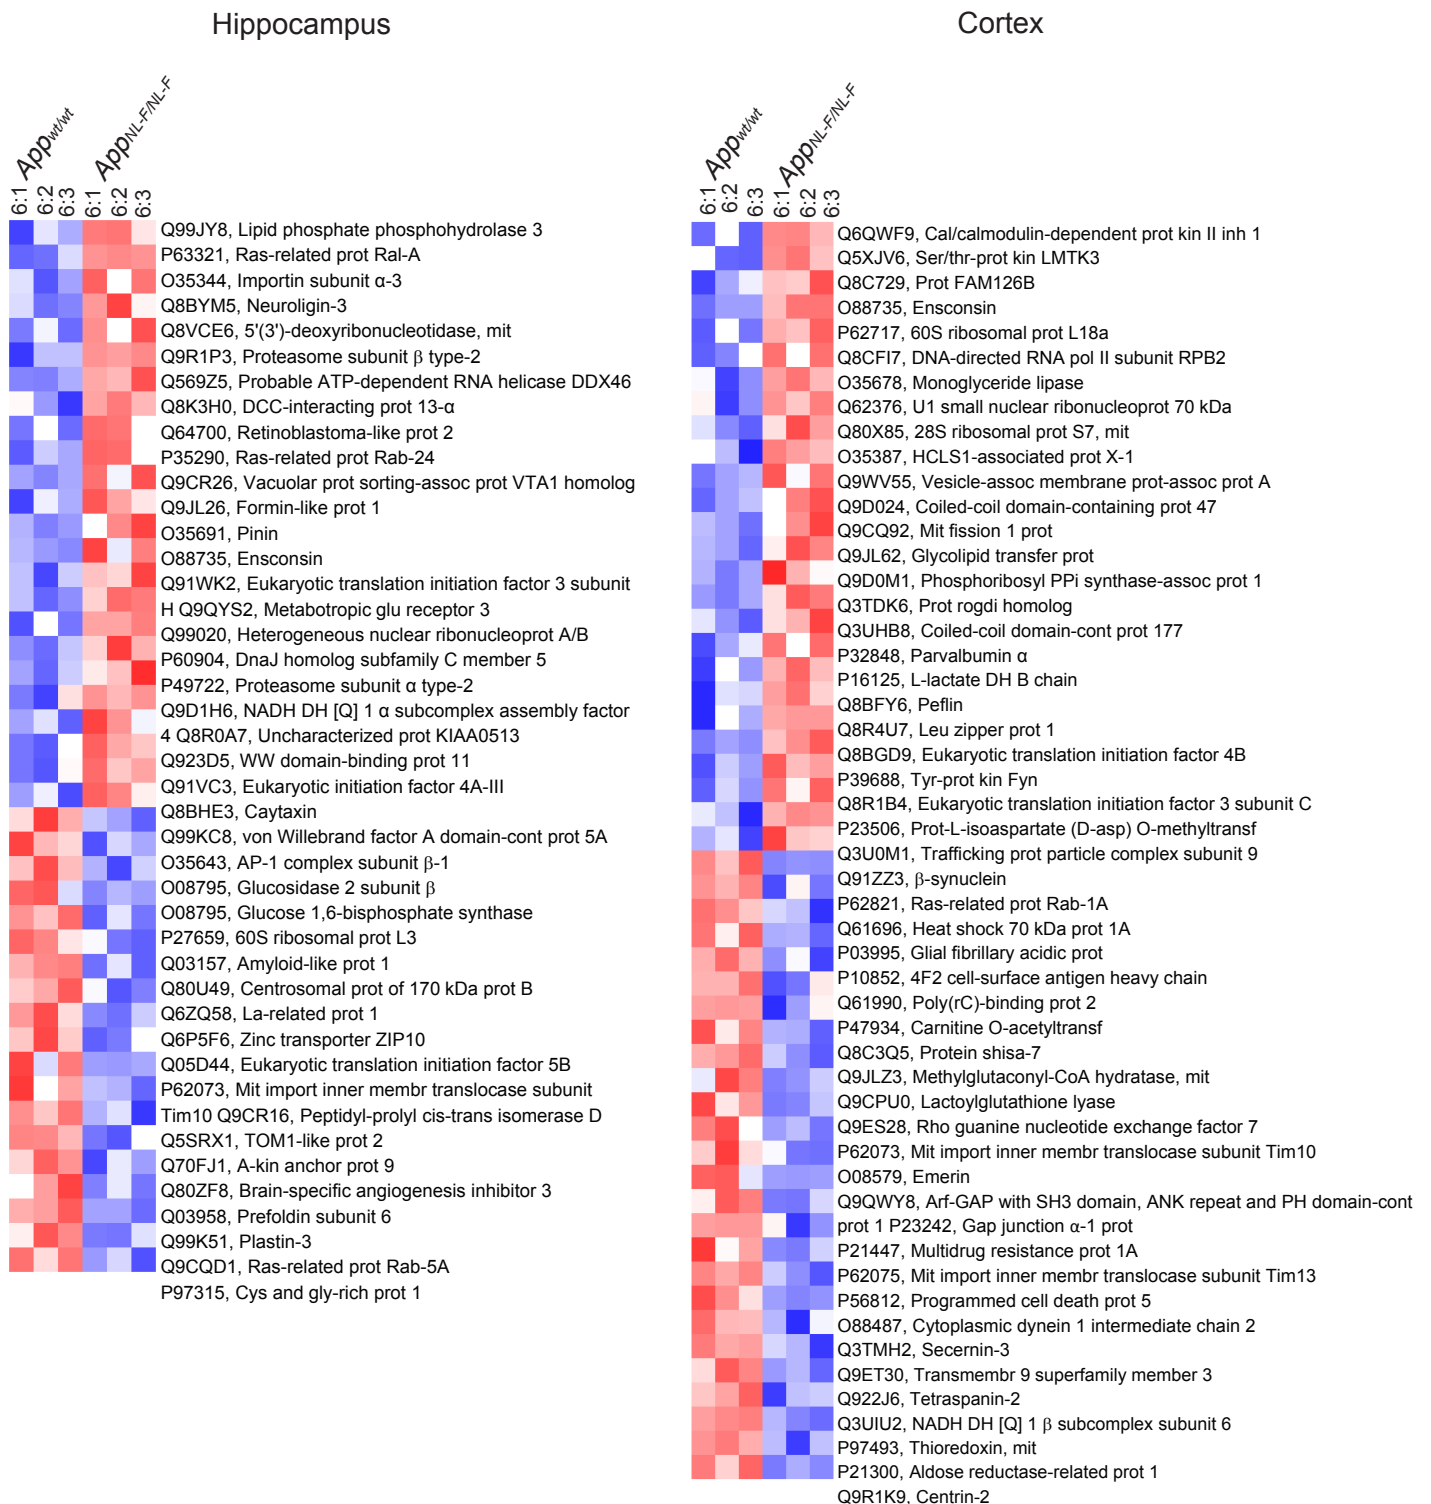 Hippocampus
Appwt/wt
AppNL-F/NL-F
6:1
6:2
6:3
6:1
6:2
6:3
Q99JY8, Lipid phosphate phosphohydrolase 3
P63321, Ras-related prot Ral-A
O35344, Importin subunit α-3
Q8BYM5, Neuroligin-3
Q8VCE6, 5'(3')-deoxyribonucleotidase, mit
Q9R1P3, Proteasome subunit β type-2
Q569Z5, Probable ATP-dependent RNA helicase DDX46
Q8K3H0, DCC-interacting prot 13-α
Q64700, Retinoblastoma-like prot 2
P35290, Ras-related prot Rab-24
Q9CR26, Vacuolar prot sorting-assoc prot VTA1 homolog
Q9JL26, Formin-like prot 1
O35691, Pinin
O88735, Ensconsin
Q91WK2, Eukaryotic translation initiation factor 3 subunit
H Q9QYS2, Metabotropic glu receptor 3
Q99020, Heterogeneous nuclear ribonucleoprot A/B
P60904, DnaJ homolog subfamily C member 5
P49722, Proteasome subunit α type-2
Q9D1H6, NADH DH [Q] 1 α subcomplex assembly factor
4 Q8R0A7, Uncharacterized prot KIAA0513
Q923D5, WW domain-binding prot 11
Q91VC3, Eukaryotic initiation factor 4A-III
Q8BHE3, Caytaxin
Q99KC8, von Willebrand factor A domain-cont prot 5A
O35643, AP-1 complex subunit β-1
O08795, Glucosidase 2 subunit β
O08795, Glucose 1,6-bisphosphate synthase
P27659, 60S ribosomal prot L3
Q03157, Amyloid-like prot 1
Q80U49, Centrosomal prot of 170 kDa prot B
Q6ZQ58, La-related prot 1
Q6P5F6, Zinc transporter ZIP10
Q05D44, Eukaryotic translation initiation factor 5B
P62073, Mit import inner membr translocase subunit
Tim10 Q9CR16, Peptidyl-prolyl cis-trans isomerase D
Q5SRX1, TOM1-like prot 2
Q70FJ1, A-kin anchor prot 9
Q80ZF8, Brain-specific angiogenesis inhibitor 3
Q03958, Prefoldin subunit 6
Q99K51, Plastin-3
Q9CQD1, Ras-related prot Rab-5A
P97315, Cys and gly-rich prot 1
Cortex
Appwt/wt
AppNL-F/NL-F
6:1
6:2
6:3
6:1
6:2
6:3
Q6QWF9, Cal/calmodulin-dependent prot kin II inh 1
Q5XJV6, Ser/thr-prot kin LMTK3
Q8C729, Prot FAM126B
O88735, Ensconsin
P62717, 60S ribosomal prot L18a
Q8CFI7, DNA-directed RNA pol II subunit RPB2
O35678, Monoglyceride lipase
Q62376, U1 small nuclear ribonucleoprot 70 kDa
Q80X85, 28S ribosomal prot S7, mit
O35387, HCLS1-associated prot X-1
Q9WV55, Vesicle-assoc membrane prot-assoc prot A
Q9D024, Coiled-coil domain-containing prot 47
Q9CQ92, Mit fission 1 prot
Q9JL62, Glycolipid transfer prot
Q9D0M1, Phosphoribosyl PPi synthase-assoc prot 1
Q3TDK6, Prot rogdi homolog
Q3UHB8, Coiled-coil domain-cont prot 177
P32848, Parvalbumin α
P16125, L-lactate DH B chain
Q8BFY6, Peflin
Q8R4U7, Leu zipper prot 1
Q8BGD9, Eukaryotic translation initiation factor 4B
P39688, Tyr-prot kin Fyn
Q8R1B4, Eukaryotic translation initiation factor 3 subunit C
P23506, Prot-L-isoaspartate (D-asp) O-methyltransf
Q3U0M1, Trafficking prot particle complex subunit 9
Q91ZZ3, β-synuclein
P62821, Ras-related prot Rab-1A
Q61696, Heat shock 70 kDa prot 1A
P03995, Glial fibrillary acidic prot
P10852, 4F2 cell-surface antigen heavy chain
Q61990, Poly(rC)-binding prot 2
P47934, Carnitine O-acetyltransf
Q8C3Q5, Protein shisa-7
Q9JLZ3, Methylglutaconyl-CoA hydratase, mit
Q9CPU0, Lactoylglutathione lyase
Q9ES28, Rho guanine nucleotide exchange factor 7
P62073, Mit import inner membr translocase subunit Tim10
O08579, Emerin
Q9QWY8, Arf-GAP with SH3 domain, ANK repeat and PH domain-cont
prot 1 P23242, Gap junction α-1 prot
P21447, Multidrug resistance prot 1A
P62075, Mit import inner membr translocase subunit Tim13
P56812, Programmed cell death prot 5
O88487, Cytoplasmic dynein 1 intermediate chain 2
Q3TMH2, Secernin-3
Q9ET30, Transmembr 9 superfamily member 3
Q922J6, Tetraspanin-2
Q3UIU2, NADH DH [Q] 1 β subcomplex subunit 6
P97493, Thioredoxin, mit
P21300, Aldose reductase-related prot 1
Q9R1K9, Centrin-2